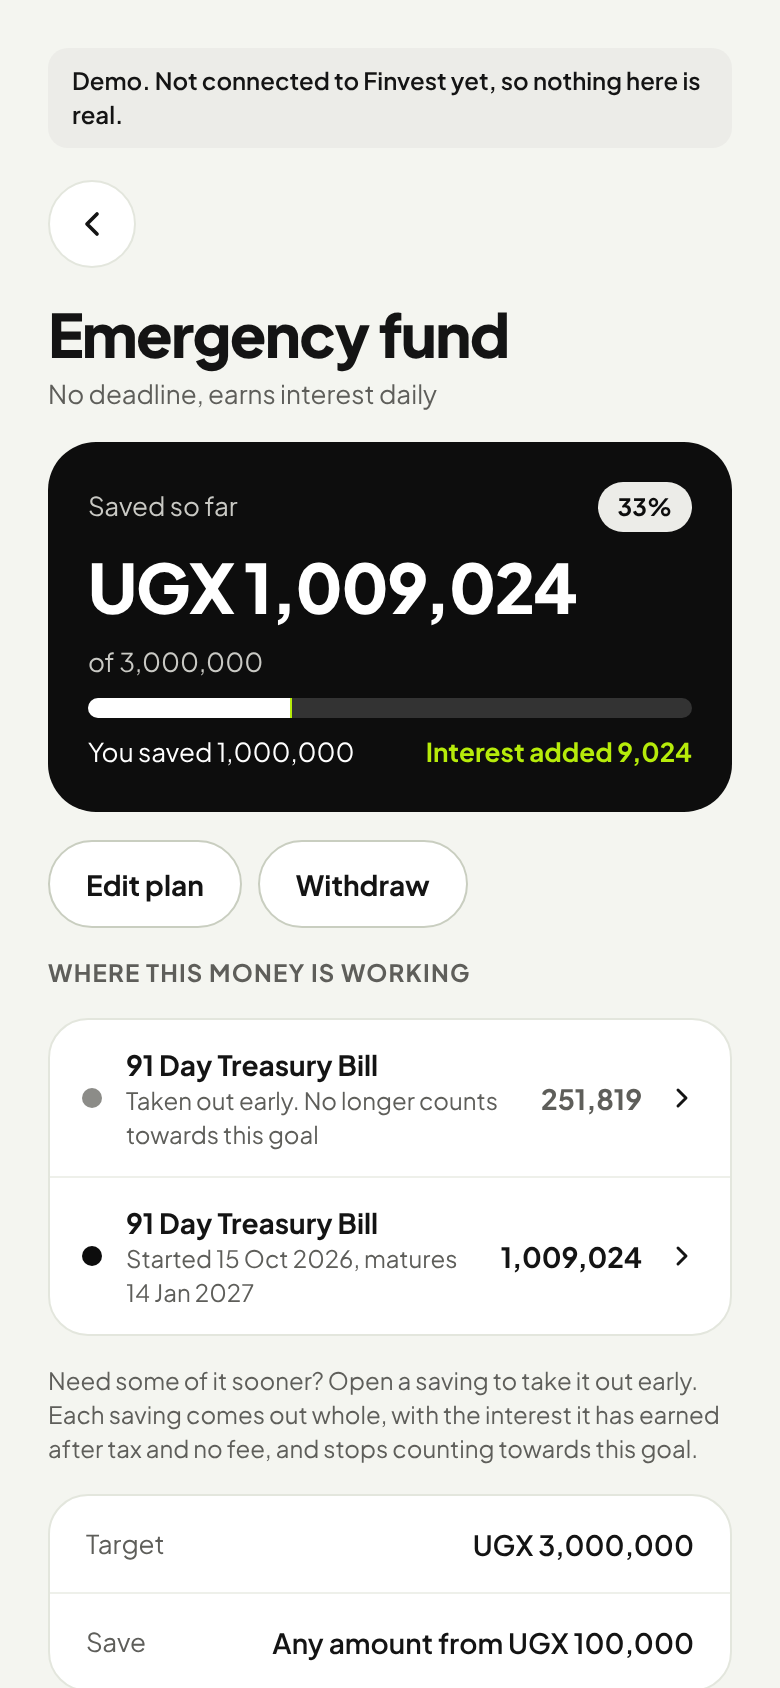 Demo. Not connected to Finvest yet, so nothing here is
real.
Emergency fund
No deadline, earns interest daily
Saved so far
33%
UGX 1,009,024
of 3,000,000
You saved 1,000,000
Interest added 9,024
Edit plan
Withdraw
WHERE THIS MONEY IS WORKING
91 Day Treasury Bill
Taken out early. No longer counts
towards this goal
251,819
91 Day Treasury Bill
Started 15 Oct 2026, matures
14 Jan 2027
1,009,024
Need some of it sooner? Open a saving to take it out early.
Each saving comes out whole, with the interest it has earned
after tax and no fee, and stops counting towards this goal.
Target
UGX 3,000,000
Save
Any amount from UGX 100,000